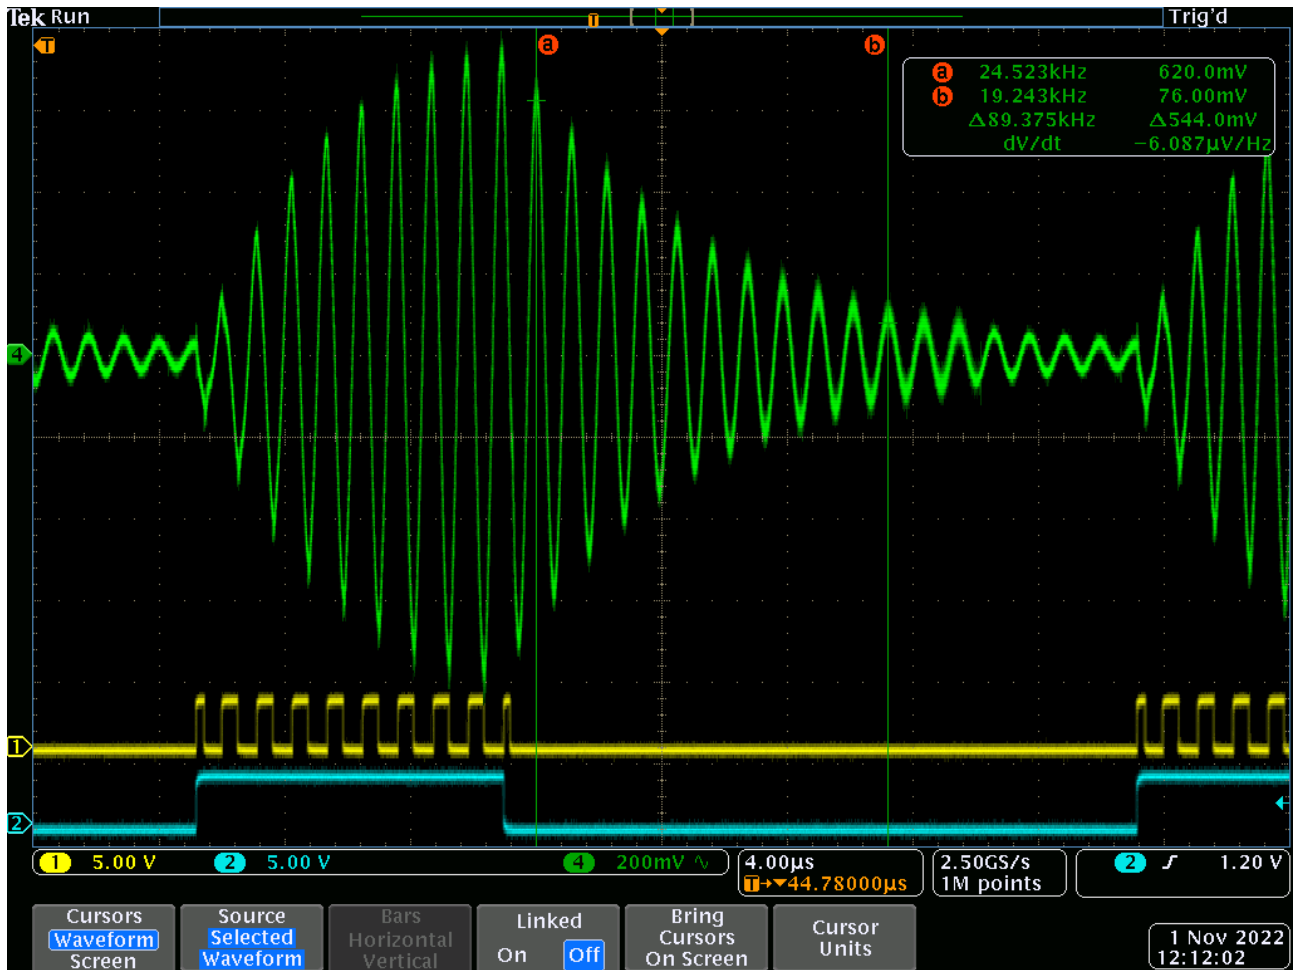 Tek Run
T
Trig'd
T
a
b
a 24.523kHz 620.0mV
b 19.243kHz 76.00mV
Δ89.375kHz Δ544.0mV
dV/dt −6.087µV/Hz
4
1
2
1 5.00 V
2 5.00 V
4 200mV ∿
4.00µs
T→▼44.78000µs
2.50GS/s
1M points
2 1.20 V
Cursors
Waveform
Screen
Source
Selected
Waveform
Bars
Horizontal
Vertical
Linked
On Off
Bring
Cursors
On Screen
Cursor
Units
1 Nov 2022
12:12:02